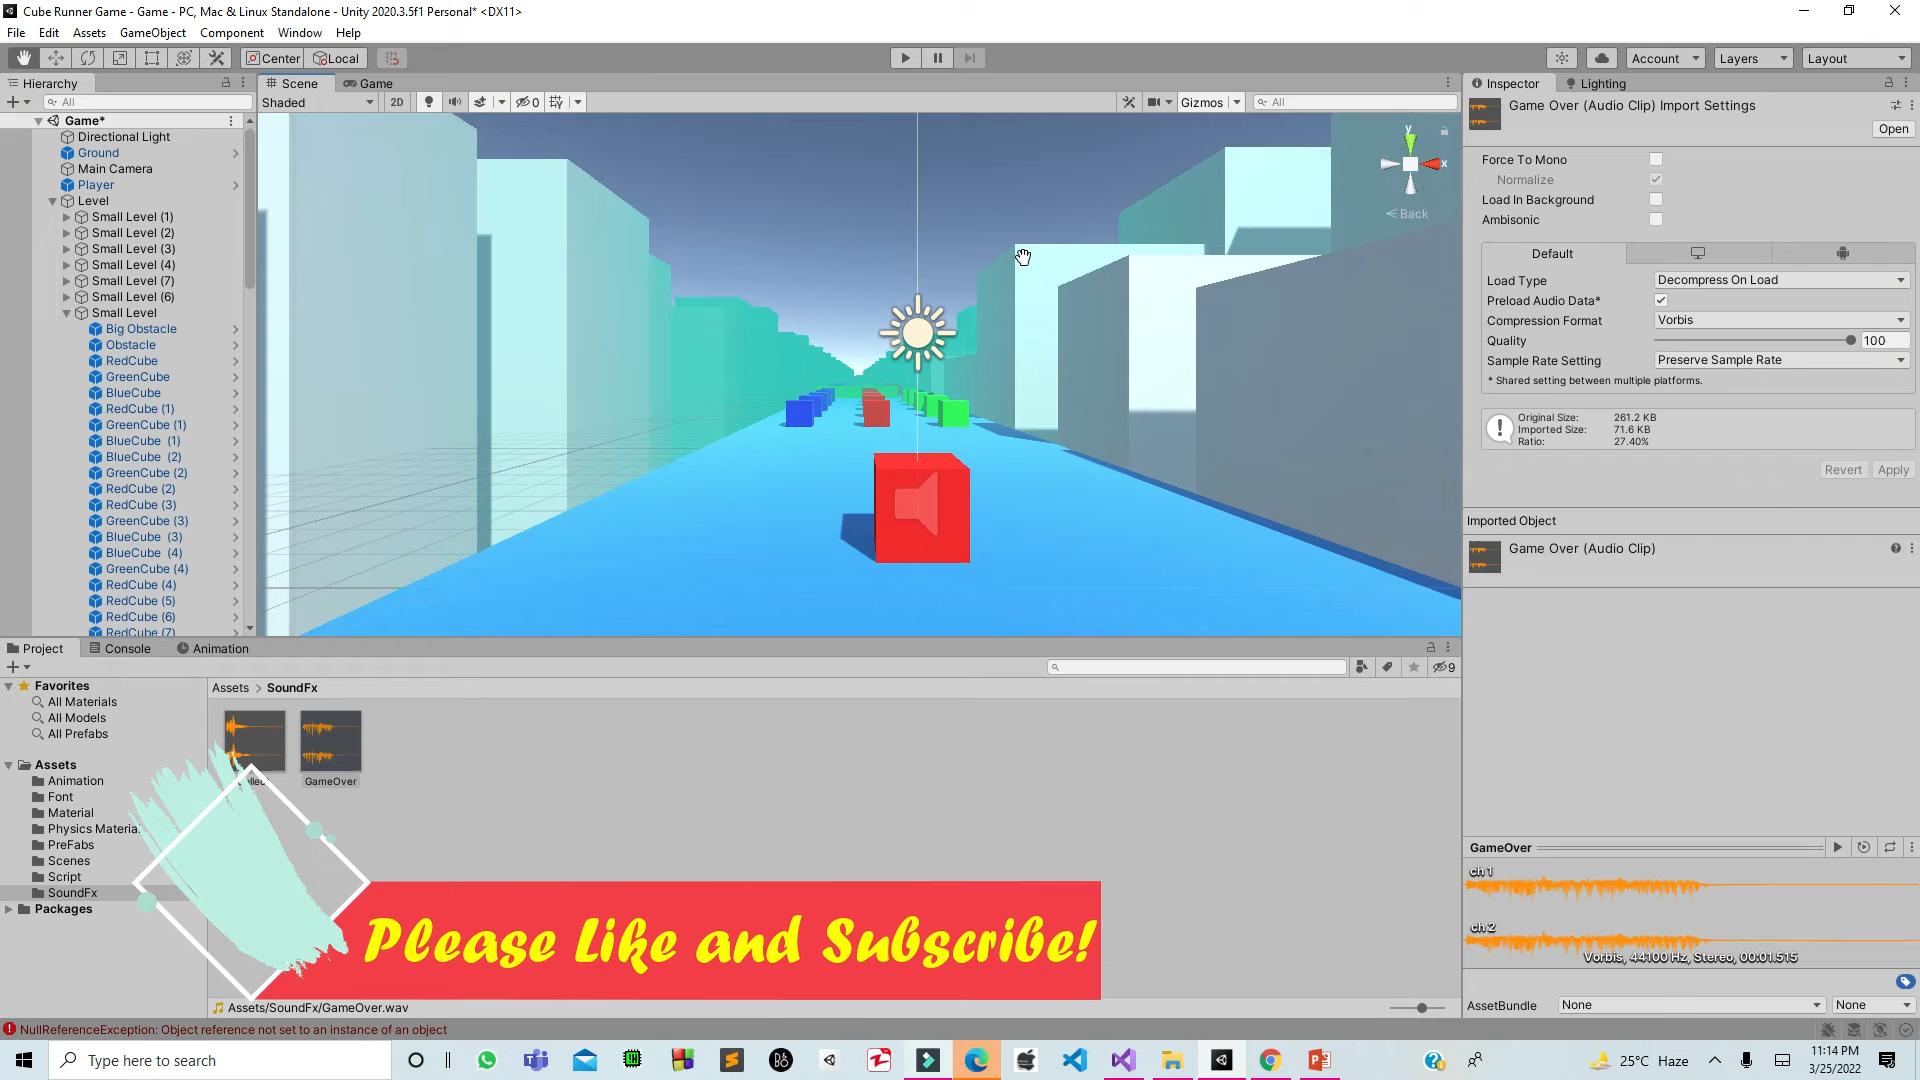 Cube Runner Game - Game - PC, Mac & Linux Standalone - Unity 2020.3.5f1 Personal* <DX11>
File Edit Assets GameObject Component Window Help
Center Local Account Layers Layout
Hierarchy Scene Game Inspector Lighting
All Shaded 2D 0 Gizmos All
Game Over (Audio Clip) Import Settings
Open
Game*
Directional Light
Ground
Main Camera
Player
Level
Small Level (1)
Small Level (2)
Small Level (3)
Small Level (4)
Small Level (7)
Small Level (6)
Small Level
Big Obstacle
Obstacle
RedCube
GreenCube
BlueCube
RedCube (1)
GreenCube (1)
BlueCube (1)
BlueCube (2)
GreenCube (2)
RedCube (2)
RedCube (3)
GreenCube (3)
BlueCube (3)
BlueCube (4)
GreenCube (4)
RedCube (4)
RedCube (5)
RedCube (6)
RedCube (7)
y
x
Back
Force To Mono
Normalize
Load In Background
Ambisonic
Default
Load Type Decompress On Load
Preload Audio Data*
Compression Format Vorbis
Quality 100
Sample Rate Setting Preserve Sample Rate
* Shared setting between multiple platforms.
Original Size: 261.2 KB
Imported Size: 71.6 KB
Ratio: 27.40%
Revert Apply
Imported Object
Game Over (Audio Clip)
Project Console Animation
9
Favorites
All Materials
All Models
All Prefabs
Assets
Animation
Font
Material
Physics Material
PreFabs
Scenes
Script
SoundFx
Packages
Assets > SoundFx
GameOver
Please Like and Subscribe!
Assets/SoundFx/GameOver.wav
GameOver
ch 1
ch 2
Vorbis, 44100 Hz, Stereo, 00:01.515
AssetBundle None None
NullReferenceException: Object reference not set to an instance of an object
Type here to search
25°C Haze
11:14 PM
3/25/2022